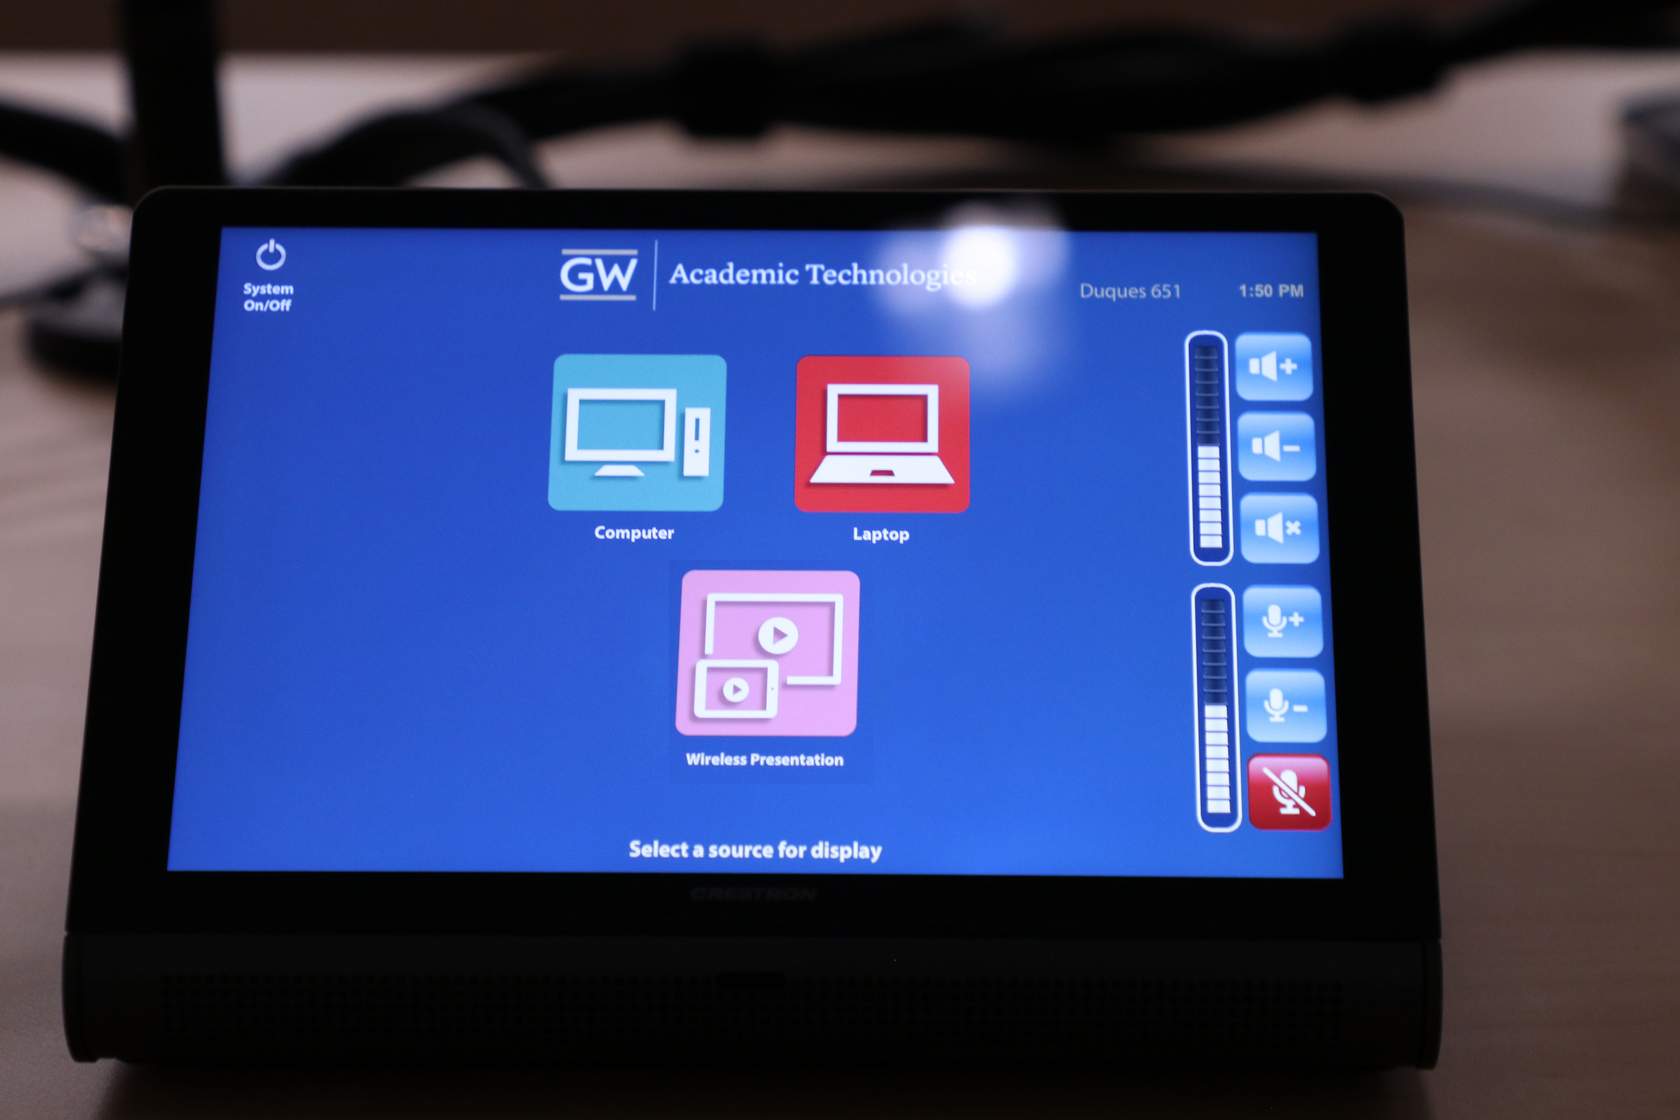 System
On/Off
GW
Academic Technologies
Duques 651
1:50 PM
Computer
Laptop
Wireless Presentation
Select a source for display
CRESTRON